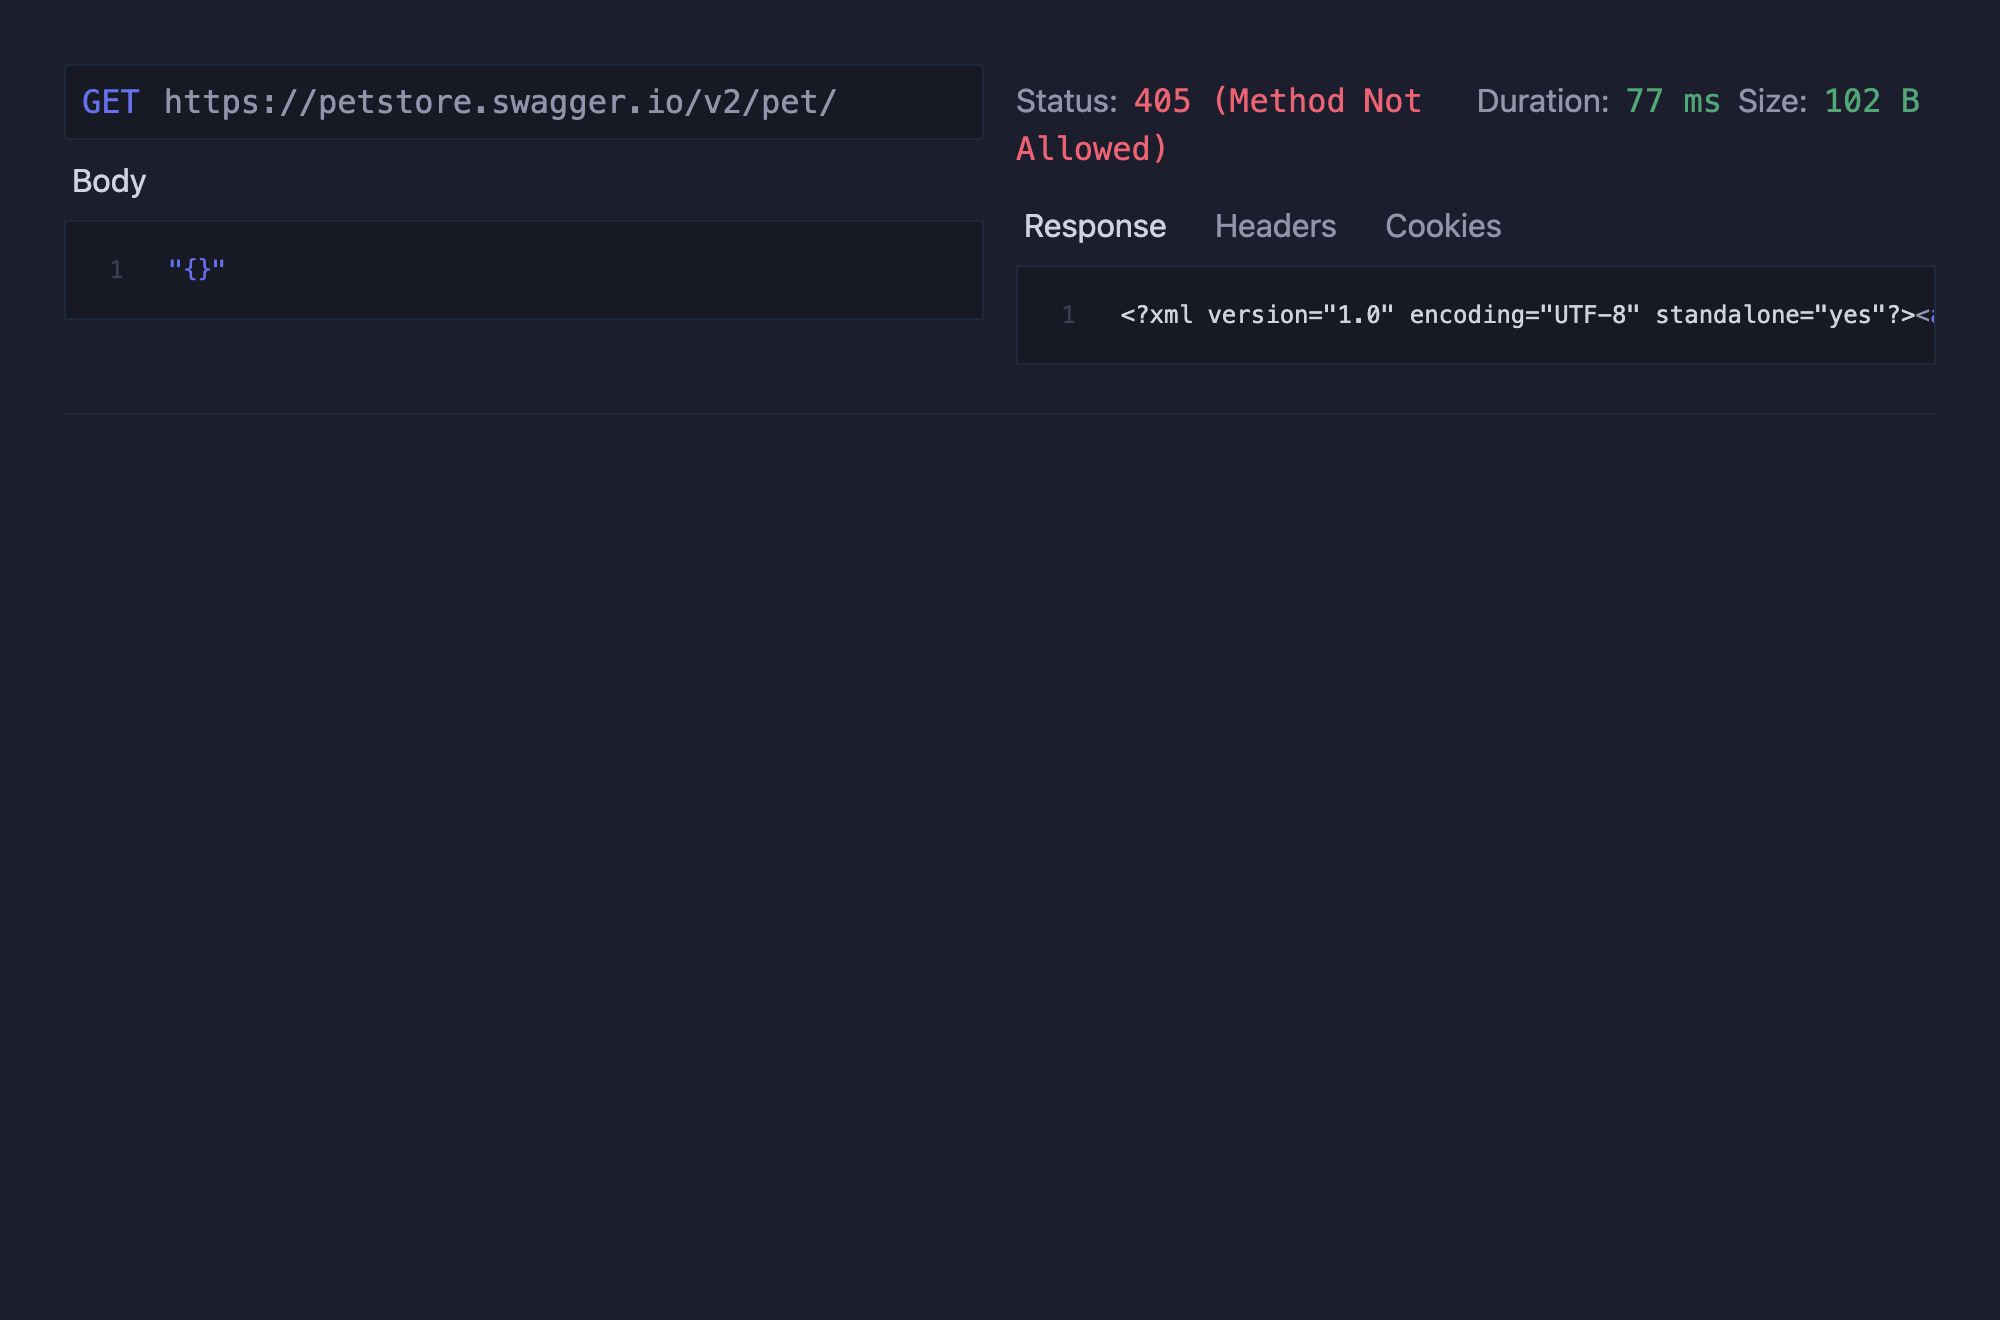 GET https://petstore.swagger.io/v2/pet/
Body
1 "{}"
Status: 405 (Method Not Allowed) Duration: 77 ms Size: 102 B
Response Headers Cookies
1 <?xml version="1.0" encoding="UTF-8" standalone="yes"?><